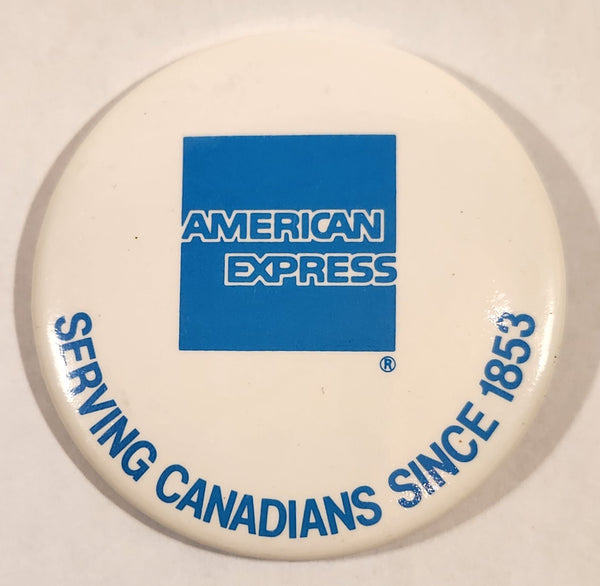 AMERICAN
EXPRESS
®
SERVING CANADIANS SINCE 1853